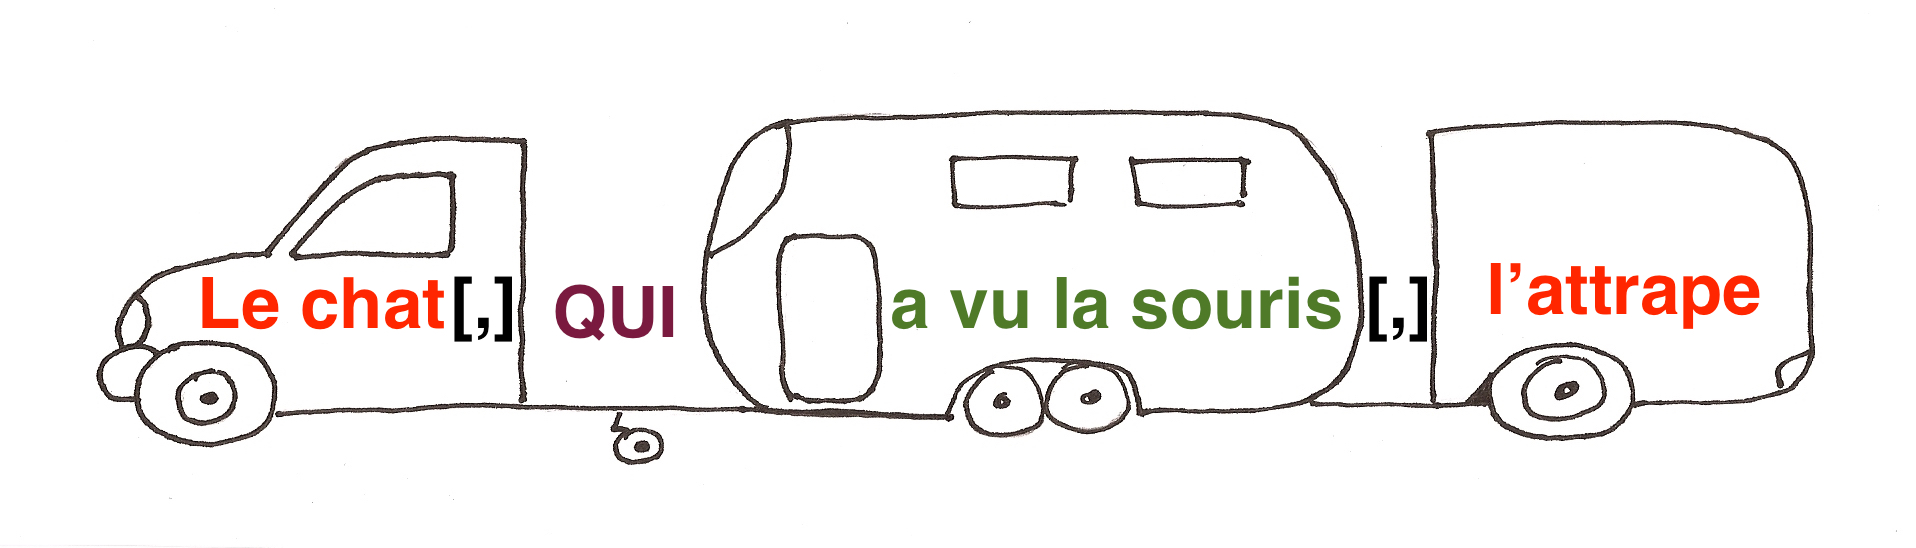 Le chat[,] QUI a vu la souris [,] l’attrape